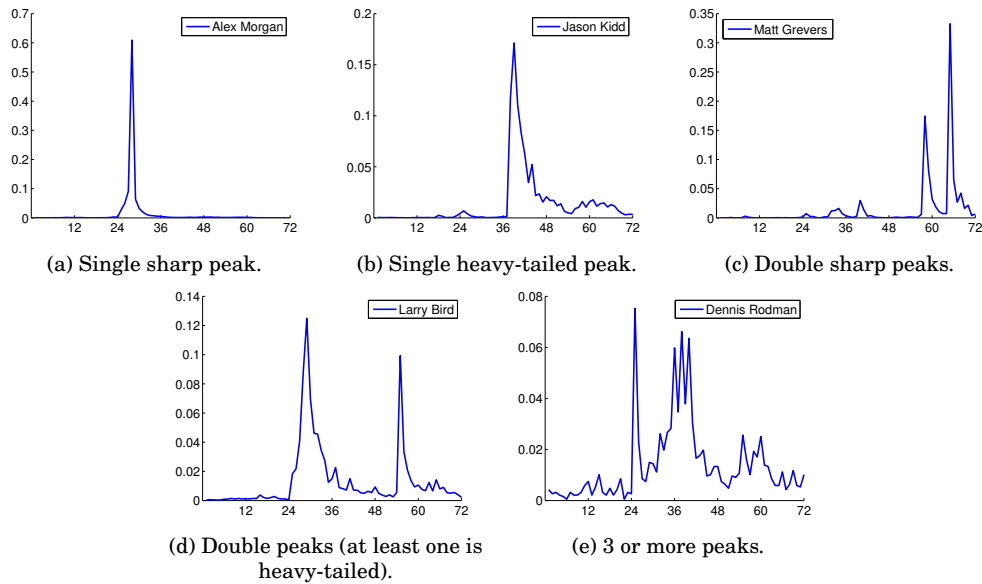 Alex Morgan
0.7
0.6
0.5
0.4
0.3
0.2
0.1
0
12 24 36 48 60 72
(a) Single sharp peak.
Jason Kidd
0.2
0.15
0.1
0.05
0
12 24 36 48 60 72
(b) Single heavy-tailed peak.
Matt Grevers
0.35
0.3
0.25
0.2
0.15
0.1
0.05
0
12 24 36 48 60 72
(c) Double sharp peaks.
Larry Bird
0.14
0.12
0.1
0.08
0.06
0.04
0.02
0
12 24 36 48 60 72
(d) Double peaks (at least one is
heavy-tailed).
Dennis Rodman
0.08
0.06
0.04
0.02
0
12 24 36 48 60 72
(e) 3 or more peaks.